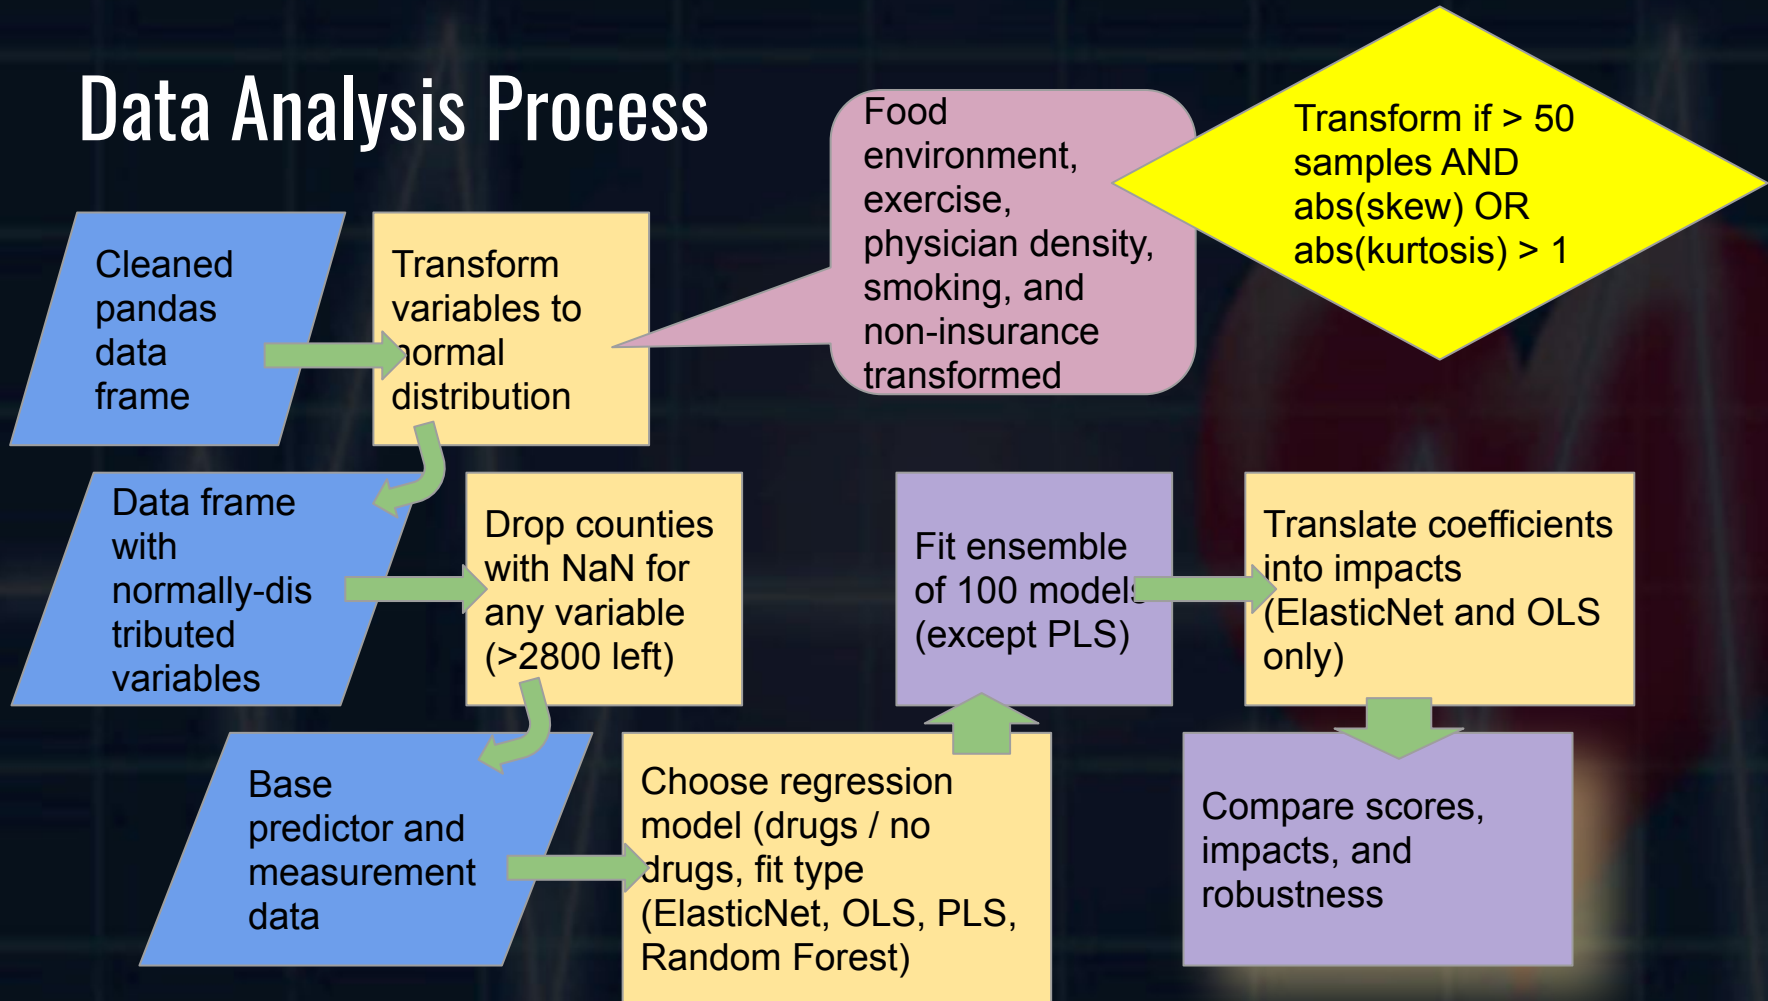 Data Analysis Process
Cleaned
pandas
data
frame
Transform
variables to
normal
distribution
Food
environment,
exercise,
physician density,
smoking, and
non-insurance
transformed
Transform if > 50
samples AND
abs(skew) OR
abs(kurtosis) > 1
Data frame
with
normally-dis
tributed
variables
Drop counties
with NaN for
any variable
(>2800 left)
Base
predictor and
measurement
data
Choose regression
model (drugs / no
drugs, fit type
(ElasticNet, OLS, PLS,
Random Forest)
Fit ensemble
of 100 models
(except PLS)
Translate coefficients
into impacts
(ElasticNet and OLS
only)
Compare scores,
impacts, and
robustness